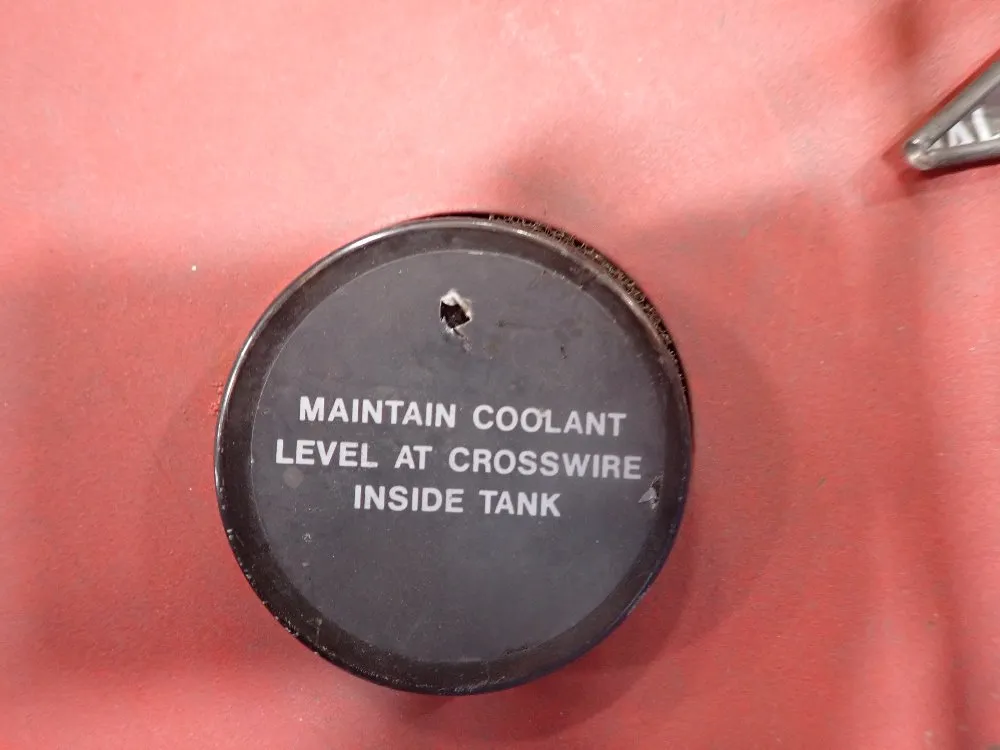 MAINTAIN COOLANT
LEVEL AT CROSSWIRE
INSIDE TANK